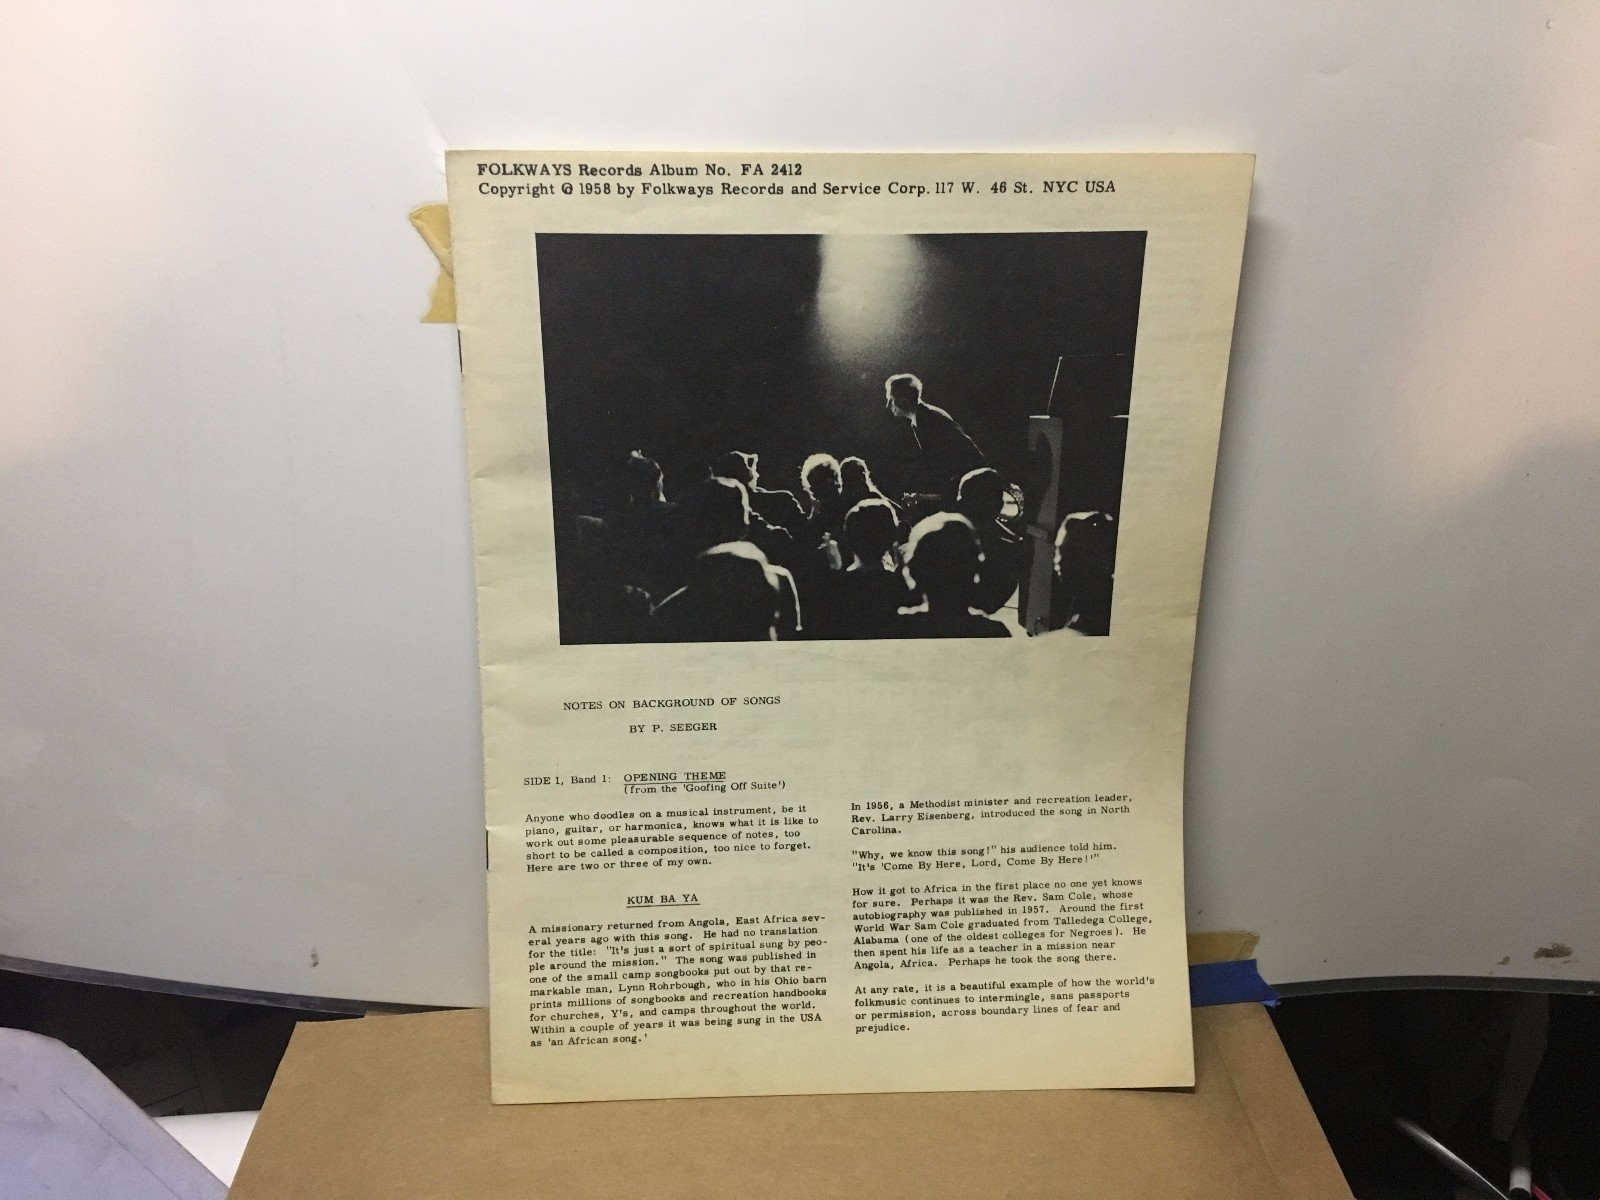 FOLKWAYS Records Album No. FA 2412
Copyright © 1958 by Folkways Records and Service Corp. 117 W. 46 St. NYC USA
NOTES ON BACKGROUND OF SONGS
BY P. SEEGER
SIDE I, Band 1: OPENING THEME
(from the 'Goofing Off Suite')
Anyone who doodles on a musical instrument, be it
piano, guitar, or harmonica, knows what it is like to
work out some pleasurable sequence of notes, too
short to be called a composition, too nice to forget.
Here are two or three of my own.
KUM BA YA
A missionary returned from Angola, East Africa sev-
eral years ago with this song. He had no translation
for the title: "It's just a sort of spiritual sung by peo-
ple around the mission." The song was published in
one of the small camp songbooks put out by that re-
markable man, Lynn Rohrbough, who in his Ohio barn
prints millions of songbooks and recreation handbooks
for churches, Y's, and camps throughout the world.
Within a couple of years it was being sung in the USA
as 'an African song.'
In 1956, a Methodist minister and recreation leader,
Rev. Larry Eisenberg, introduced the song in North
Carolina.
"Why, we know this song!" his audience told him.
"It's 'Come By Here, Lord, Come By Here!'"
How it got to Africa in the first place no one yet knows
for sure. Perhaps it was the Rev. Sam Cole, whose
autobiography was published in 1957. Around the first
World War Sam Cole graduated from Talledega College,
Alabama (one of the oldest colleges for Negroes). He
then spent his life as a teacher in a mission near
Angola, Africa. Perhaps he took the song there.
At any rate, it is a beautiful example of how the world's
folkmusic continues to intermingle, sans passports
or permission, across boundary lines of fear and
prejudice.